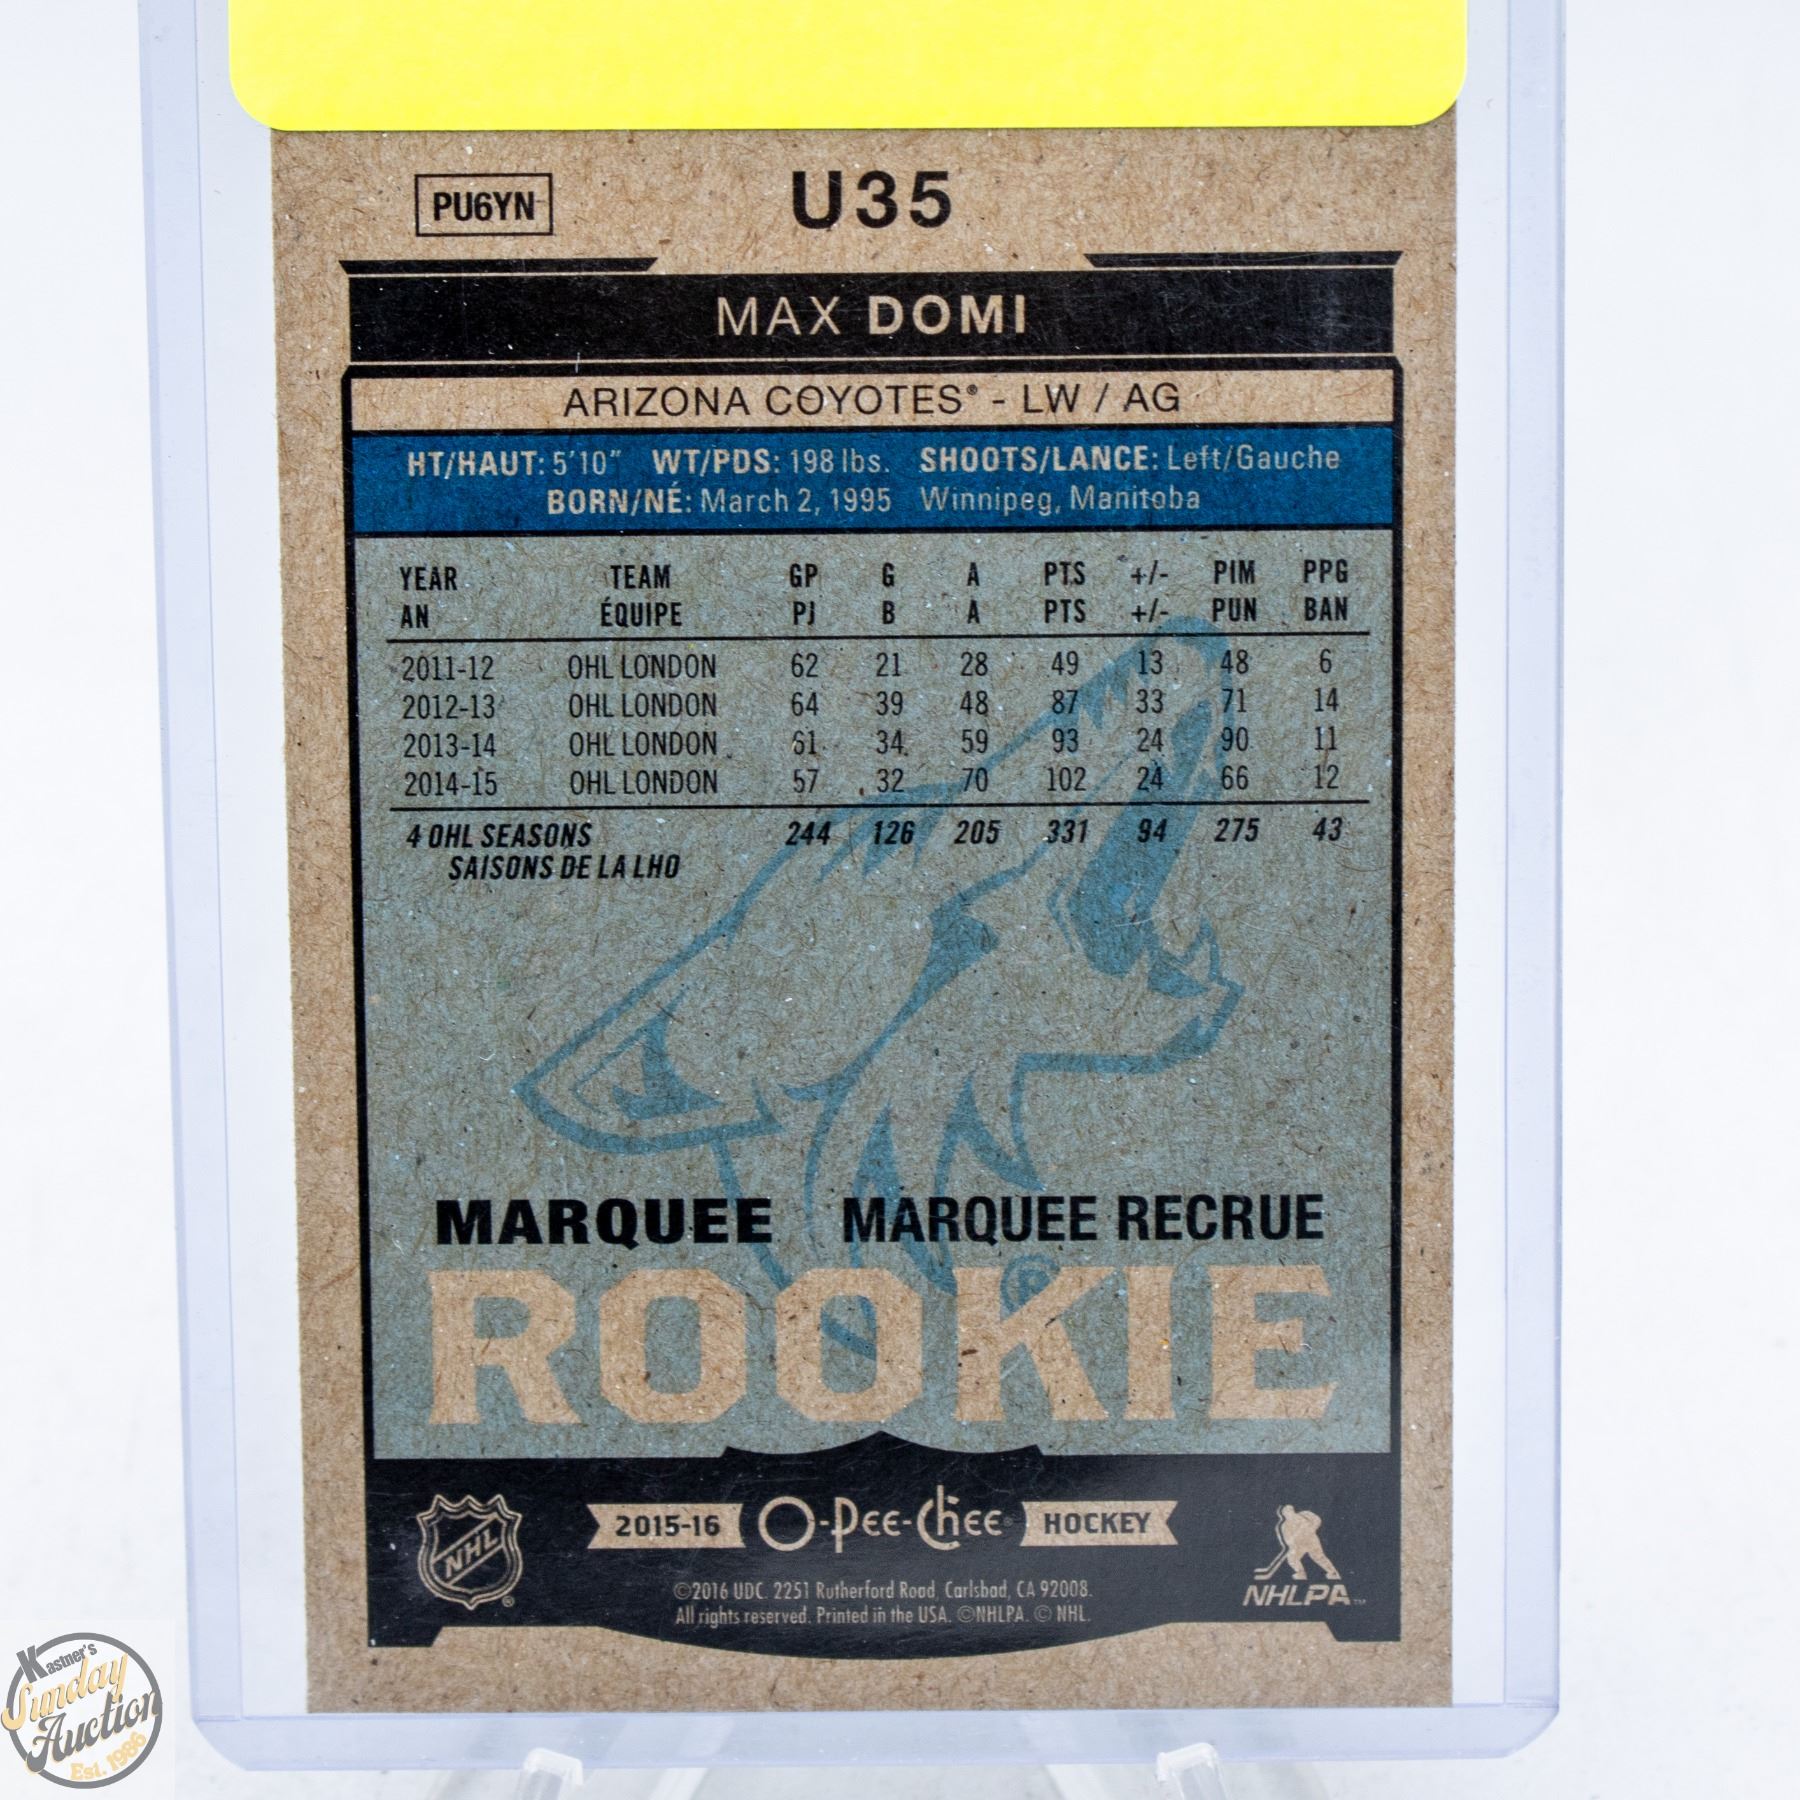 PU6YN
U35
MAX DOMI
ARIZONA COYOTES® - LW / AG
HT/HAUT: 5'10" WT/PDS: 198 lbs. SHOOTS/LANCE: Left/Gauche
BORN/NÉ: March 2, 1995 Winnipeg, Manitoba
YEAR TEAM GP G A PTS +/- PIM PPG
AN ÉQUIPE PJ B A PTS +/- PUN BAN
2011-12 OHL LONDON 62 21 28 49 13 48 6
2012-13 OHL LONDON 64 39 48 87 33 71 14
2013-14 OHL LONDON 61 34 59 93 24 90 11
2014-15 OHL LONDON 57 32 70 102 24 66 12
4 OHL SEASONS 244 126 205 331 94 275 43
SAISONS DE LA LHO
MARQUEE MARQUEE RECRUE
®
ROOKIE
NHL ®
2015-16 O-Pee-Chee® HOCKEY
NHLPA™
©2016 UDC. 2251 Rutherford Road, Carlsbad, CA 92008.
All rights reserved. Printed in the USA. ©NHLPA. © NHL.
Kastner's
Sunday
Auction
Est. 1986